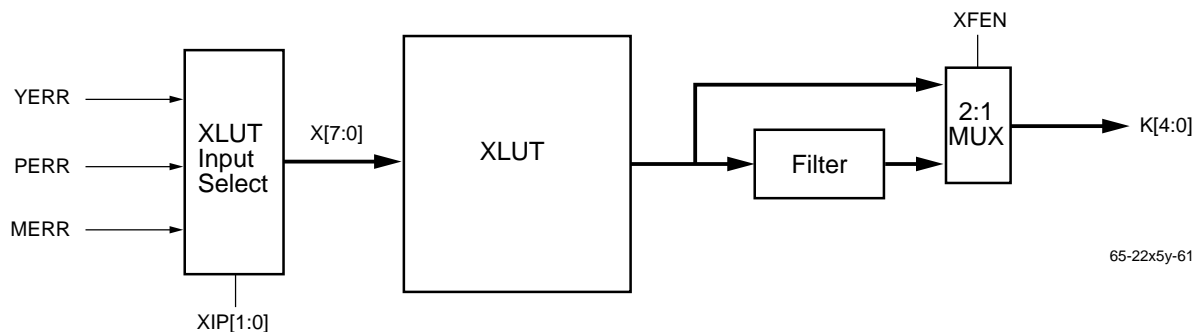 XFEN
YERR
PERR
MERR
XLUT
Input
Select
X[7:0]
XLUT
Filter
2:1
MUX
K[4:0]
65-22x5y-61
XIP[1:0]